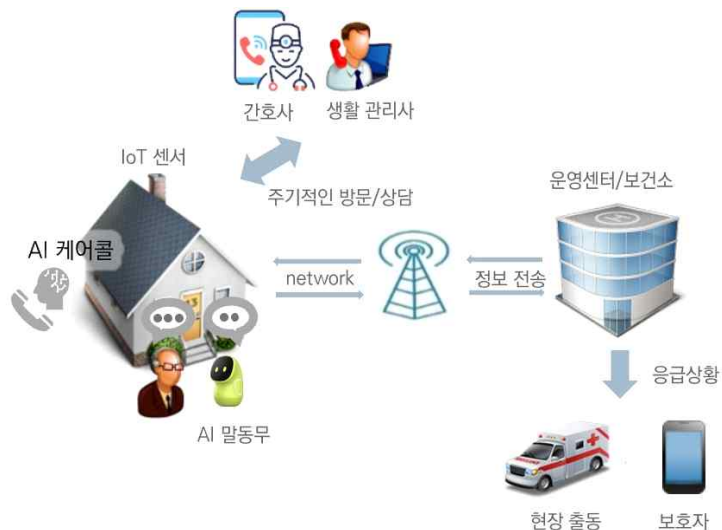 간호사
생활 관리사
IoT 센서
주기적인 방문/상담
운영센터/보건소
AI 케어콜
network
정보 전송
응급상황
AI 말동무
현장 출동
보호자